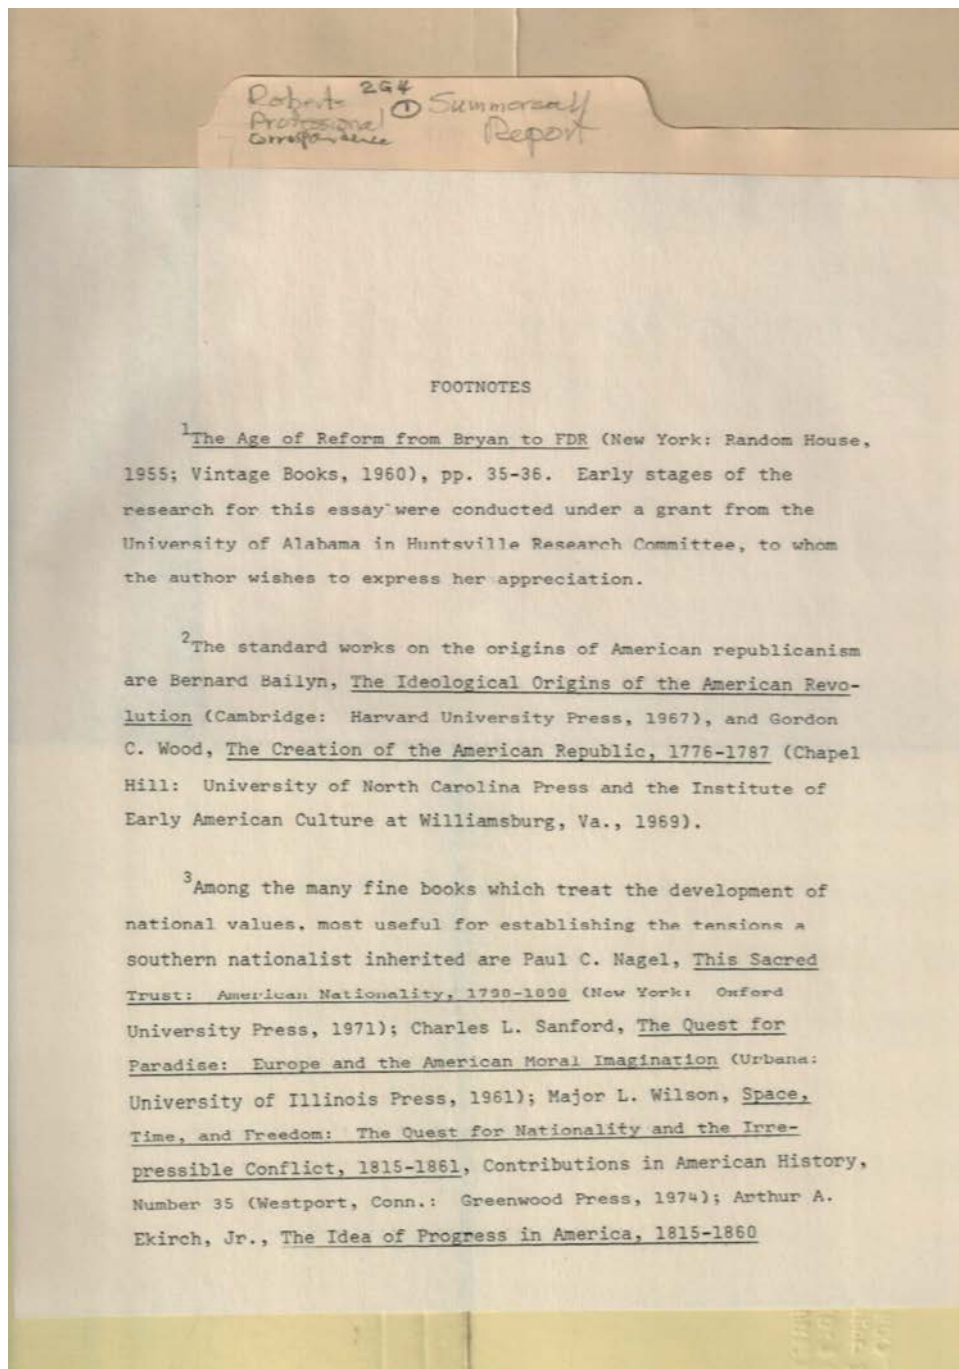 2G4
Roberts ① Summersell
Professional Report
Correspondence
FOOTNOTES
1The Age of Reform from Bryan to FDR (New York: Random House,
1955; Vintage Books, 1960), pp. 35-36. Early stages of the
research for this essay were conducted under a grant from the
University of Alabama in Huntsville Research Committee, to whom
the author wishes to express her appreciation.
2The standard works on the origins of American republicanism
are Bernard Bailyn, The Ideological Origins of the American Revo-
lution (Cambridge: Harvard University Press, 1967), and Gordon
C. Wood, The Creation of the American Republic, 1776-1787 (Chapel
Hill: University of North Carolina Press and the Institute of
Early American Culture at Williamsburg, Va., 1969).
3Among the many fine books which treat the development of
national values, most useful for establishing the tensions a
southern nationalist inherited are Paul C. Nagel, This Sacred
Trust: American Nationality, 1798-1898 (New York: Oxford
University Press, 1971); Charles L. Sanford, The Quest for
Paradise: Europe and the American Moral Imagination (Urbana:
University of Illinois Press, 1961); Major L. Wilson, Space,
Time, and Freedom: The Quest for Nationality and the Irre-
pressible Conflict, 1815-1861, Contributions in American History,
Number 35 (Westport, Conn.: Greenwood Press, 1974); Arthur A.
Ekirch, Jr., The Idea of Progress in America, 1815-1860